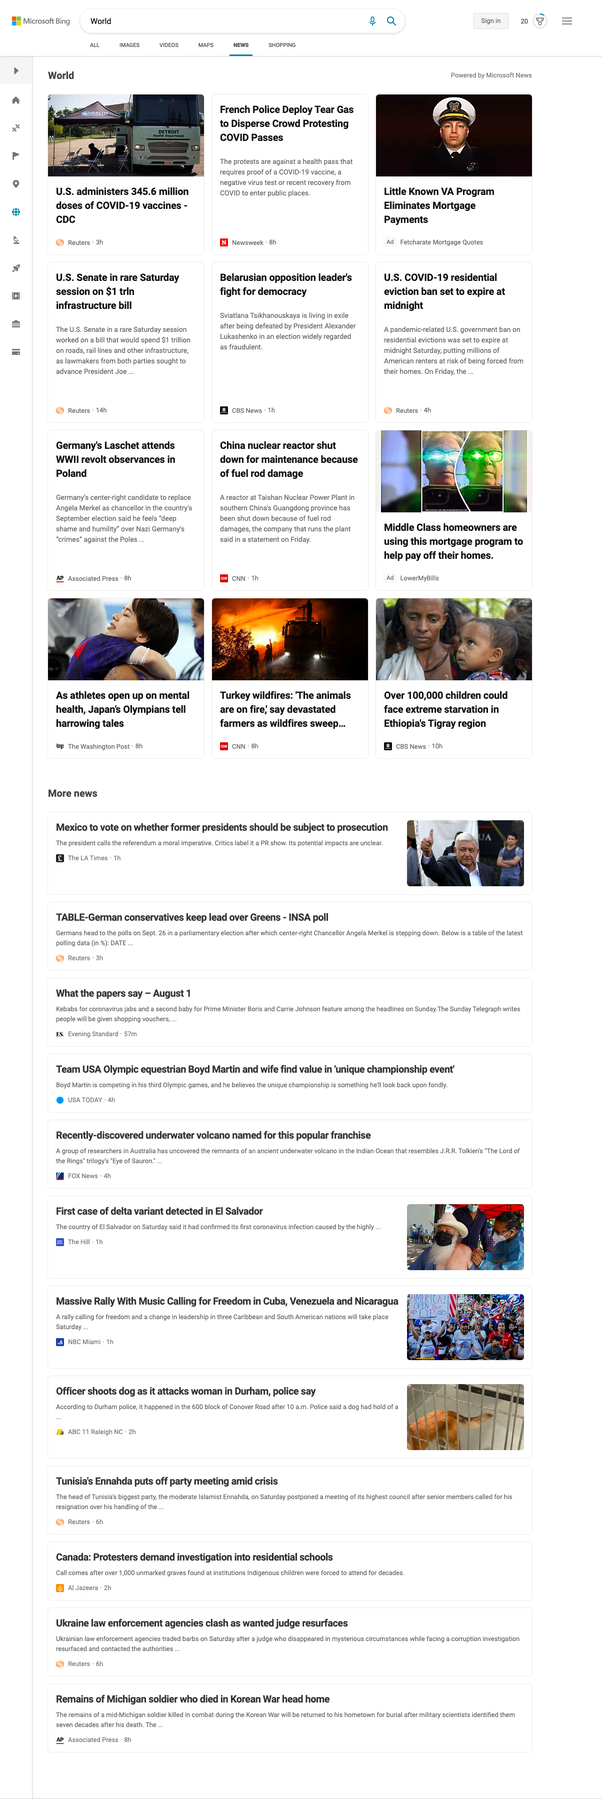 Microsoft Bing
World
Sign in
20
ALL IMAGES VIDEOS MAPS NEWS SHOPPING
World
Powered by Microsoft News
DETROIT
Health Department
U.S. administers 345.6 million
doses of COVID-19 vaccines -
CDC
Reuters · 3h
French Police Deploy Tear Gas
to Disperse Crowd Protesting
COVID Passes
The protests are against a health pass that
requires proof of a COVID-19 vaccine, a
negative virus test or recent recovery from
COVID to enter public places.
Newsweek · 8h
Little Known VA Program
Eliminates Mortgage
Payments
Ad Fetcharate Mortgage Quotes
U.S. Senate in rare Saturday
session on $1 trln
infrastructure bill
The U.S. Senate in a rare Saturday session
worked on a bill that would spend $1 trillion
on roads, rail lines and other infrastructure,
as lawmakers from both parties sought to
advance President Joe ...
Reuters · 14h
Belarusian opposition leader's
fight for democracy
Sviatlana Tsikhanouskaya is living in exile
after being defeated by President Alexander
Lukashenko in an election widely regarded
as fraudulent.
CBS News · 1h
U.S. COVID-19 residential
eviction ban set to expire at
midnight
A pandemic-related U.S. government ban on
residential evictions was set to expire at
midnight Saturday, putting millions of
American renters at risk of being forced from
their homes. On Friday, the ...
Reuters · 4h
Germany's Laschet attends
WWII revolt observances in
Poland
Germany's center-right candidate to replace
Angela Merkel as chancellor in the country's
September election said he feels "deep
shame and humility" over Nazi Germany's
"crimes" against the Poles ...
AP Associated Press · 8h
China nuclear reactor shut
down for maintenance because
of fuel rod damage
A reactor at Taishan Nuclear Power Plant in
southern China's Guangdong province has
been shut down because of fuel rod
damages, the company that runs the plant
said in a statement on Friday.
CNN · 1h
Middle Class homeowners are
using this mortgage program to
help pay off their homes.
Ad LowerMyBills
As athletes open up on mental
health, Japan's Olympians tell
harrowing tales
wp The Washington Post · 8h
Turkey wildfires: 'The animals
are on fire,' say devastated
farmers as wildfires sweep...
CNN · 8h
Over 100,000 children could
face extreme starvation in
Ethiopia's Tigray region
CBS News · 10h
More news
Mexico to vote on whether former presidents should be subject to prosecution
The president calls the referendum a moral imperative. Critics label it a PR show. Its potential impacts are unclear.
The LA Times · 1h
UA
TABLE-German conservatives keep lead over Greens - INSA poll
Germans head to the polls on Sept. 26 in a parliamentary election after which center-right Chancellor Angela Merkel is stepping down. Below is a table of the latest
polling data (in %): DATE ...
Reuters · 3h
What the papers say – August 1
Kebabs for coronavirus jabs and a second baby for Prime Minister Boris and Carrie Johnson feature among the headlines on Sunday.The Sunday Telegraph writes
people will be given shopping vouchers, ...
ES. Evening Standard · 57m
Team USA Olympic equestrian Boyd Martin and wife find value in 'unique championship event'
Boyd Martin is competing in his third Olympic games, and he believes the unique championship is something he'll look back upon fondly.
USA TODAY · 4h
Recently-discovered underwater volcano named for this popular franchise
A group of researchers in Australia has uncovered the remnants of an ancient underwater volcano in the Indian Ocean that resembles J.R.R. Tolkien's "The Lord of
the Rings" trilogy's "Eye of Sauron." ...
FOX News · 4h
First case of delta variant detected in El Salvador
The country of El Salvador on Saturday said it had confirmed its first coronavirus infection caused by the highly ...
The Hill · 1h
Massive Rally With Music Calling for Freedom in Cuba, Venezuela and Nicaragua
A rally calling for freedom and a change in leadership in three Caribbean and South American nations will take place
Saturday ...
NBC Miami · 1h
Officer shoots dog as it attacks woman in Durham, police say
According to Durham police, it happened in the 600 block of Conover Road after 10 a.m. Police said a dog had hold of a
...
ABC 11 Raleigh NC · 2h
Tunisia's Ennahda puts off party meeting amid crisis
The head of Tunisia's biggest party, the moderate Islamist Ennahda, on Saturday postponed a meeting of its highest council after senior members called for his
resignation over his handling of the ...
Reuters · 6h
Canada: Protesters demand investigation into residential schools
Call comes after over 1,000 unmarked graves found at institutions Indigenous children were forced to attend for decades.
Al Jazeera · 2h
Ukraine law enforcement agencies clash as wanted judge resurfaces
Ukrainian law enforcement agencies traded barbs on Saturday after a judge who disappeared in mysterious circumstances while facing a corruption investigation
resurfaced and contacted the authorities ...
Reuters · 6h
Remains of Michigan soldier who died in Korean War head home
The remains of a mid-Michigan soldier killed in combat during the Korean War will be returned to his hometown for burial after military scientists identified them
seven decades after his death. The ...
AP Associated Press · 8h